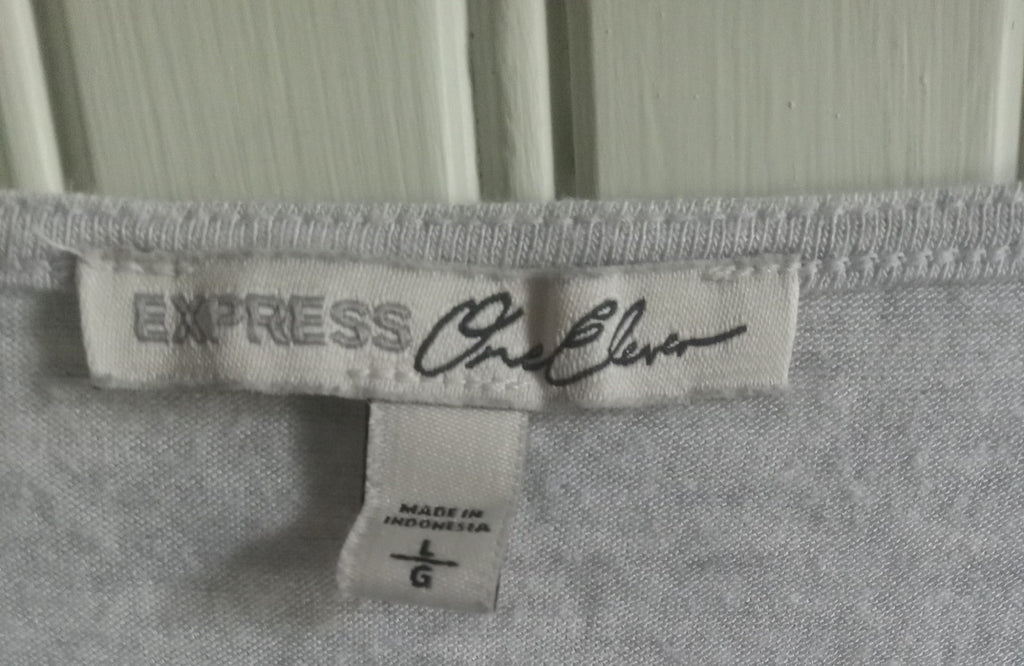 EXPRESS One Eleven
MADE IN
INDONESIA
L
G